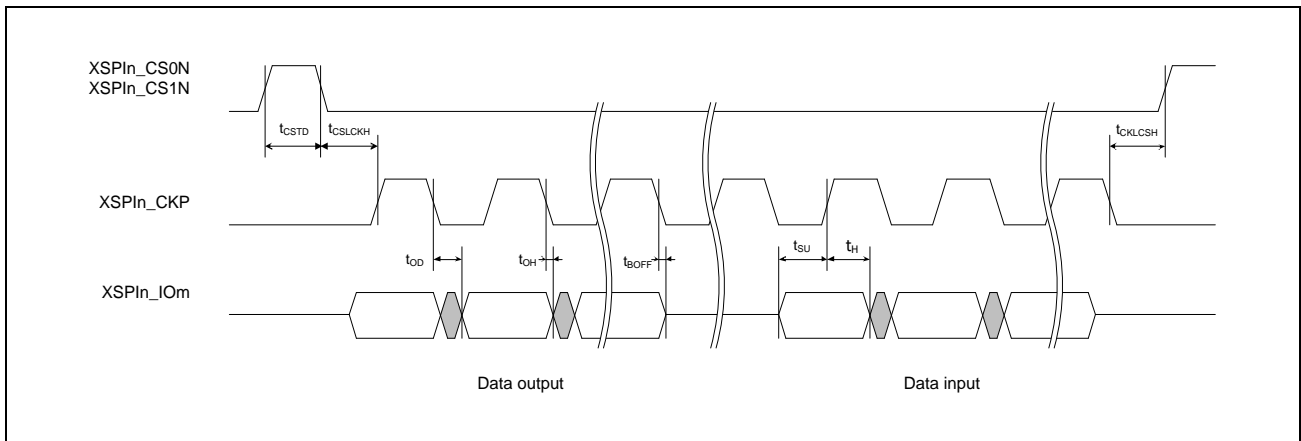 XSPIn_CS0N
XSPIn_CS1N
tCSTD
tCSLCKH
tCKLCSH
XSPIn_CKP
tOD
tOH
tBOFF
tSU
tH
XSPIn_IOm
Data output
Data input